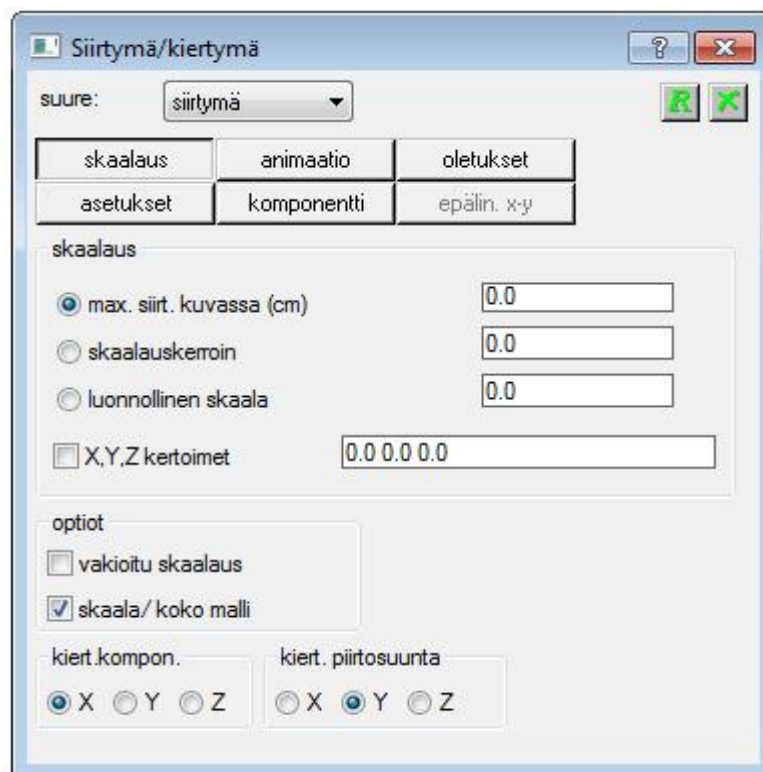 Siirtymä/kiertymä
suure: siirtymä
skaalaus animaatio oletukset
asetukset komponentti epälin. x-y
skaalaus
max. siirt. kuvassa (cm) 0.0
skaalauskerroin 0.0
luonnollinen skaala 0.0
X,Y,Z kertoimet 0.0 0.0 0.0
optiot
vakioitu skaalaus
skaala/ koko malli
kiert.kompon. kiert. piirtosuunta
X Y Z X Y Z